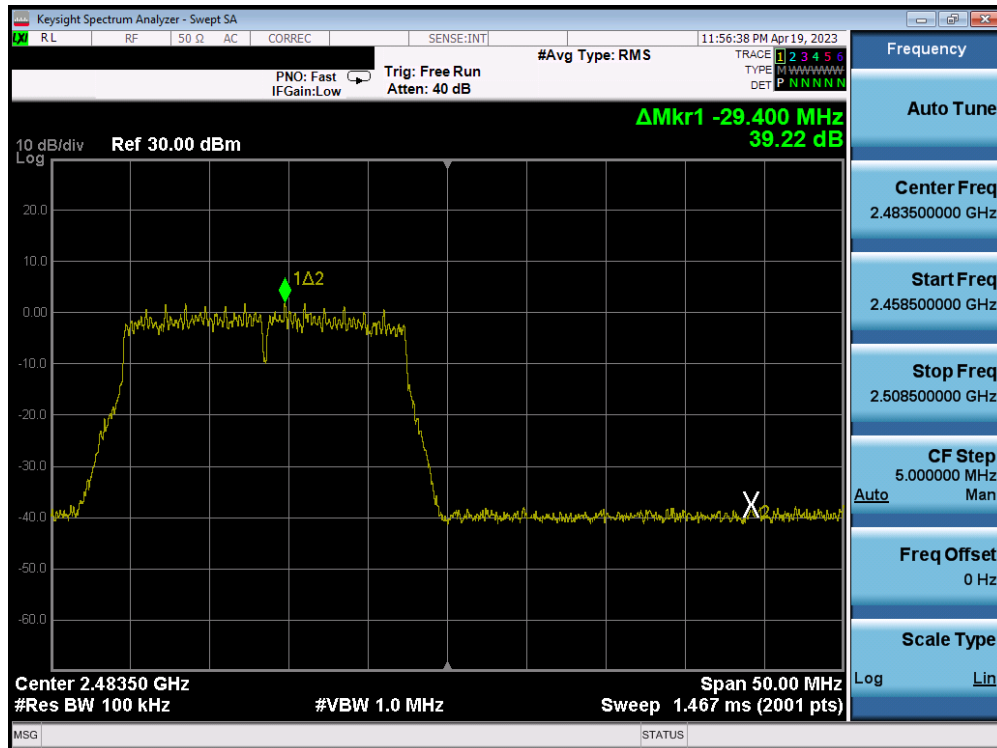 Keysight Spectrum Analyzer - Swept SA
LXI RL RF 50 Ω AC CORREC SENSE:INT 11:56:38 PM Apr 19, 2023
#Avg Type: RMS TRACE 1 2 3 4 5 6
PNO: Fast Trig: Free Run TYPE M WWWWW
IFGain:Low Atten: 40 dB DET P N N N N N
ΔMkr1 -29.400 MHz
39.22 dB
10 dB/div Ref 30.00 dBm
Log
20.0
10.0
1Δ2
0.00
-10.0
-20.0
-30.0
-40.0
2
-50.0
-60.0
Center 2.48350 GHz Span 50.00 MHz
#Res BW 100 kHz #VBW 1.0 MHz Sweep 1.467 ms (2001 pts)
MSG STATUS
Frequency
Auto Tune
Center Freq
2.483500000 GHz
Start Freq
2.458500000 GHz
Stop Freq
2.508500000 GHz
CF Step
5.000000 MHz
Auto Man
Freq Offset
0 Hz
Scale Type
Log Lin